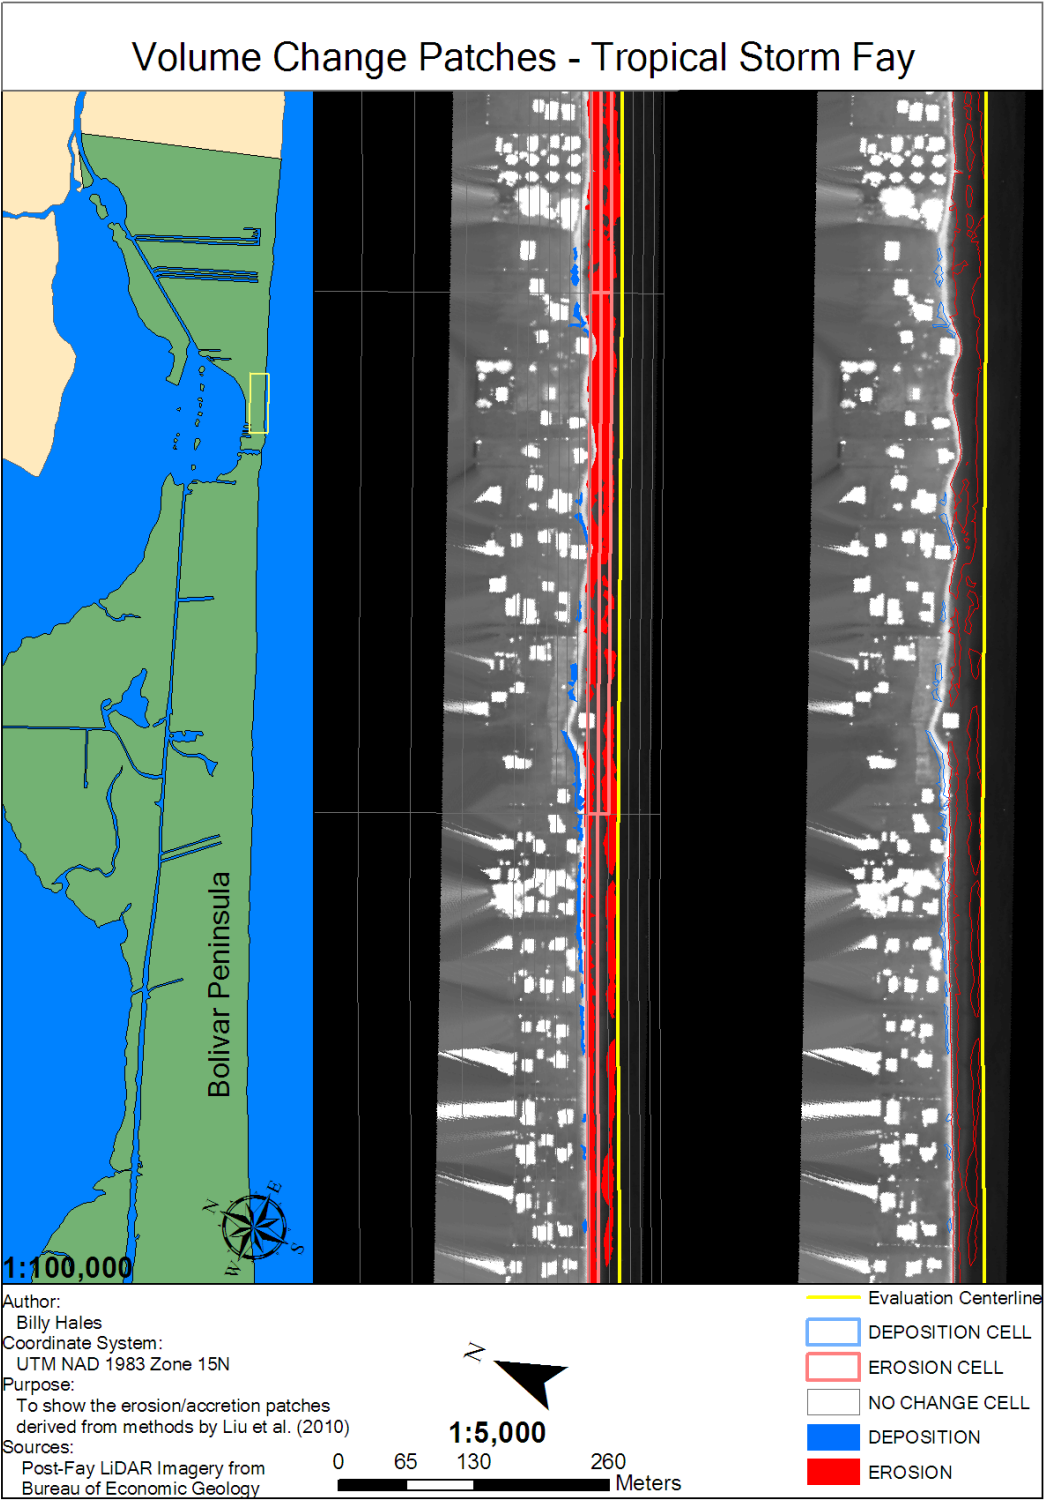 Volume Change Patches - Tropical Storm Fay
Bolivar Peninsula
N
E
S
W
1:100,000
Author:
Billy Hales
Coordinate System:
UTM NAD 1983 Zone 15N
Purpose:
To show the erosion/accretion patches
derived from methods by Liu et al. (2010)
Sources:
Post-Fay LiDAR Imagery from
Bureau of Economic Geology
N
1:5,000
0 65 130 260
Meters
Evaluation Centerline
DEPOSITION CELL
EROSION CELL
NO CHANGE CELL
DEPOSITION
EROSION